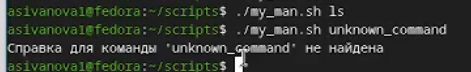 asivanova1@fedora:~/scripts$ ./my_man.sh ls
asivanova1@fedora:~/scripts$ ./my_man.sh unknown_command
Справка для команды 'unknown_command' не найдена
asivanova1@fedora:~/scripts$